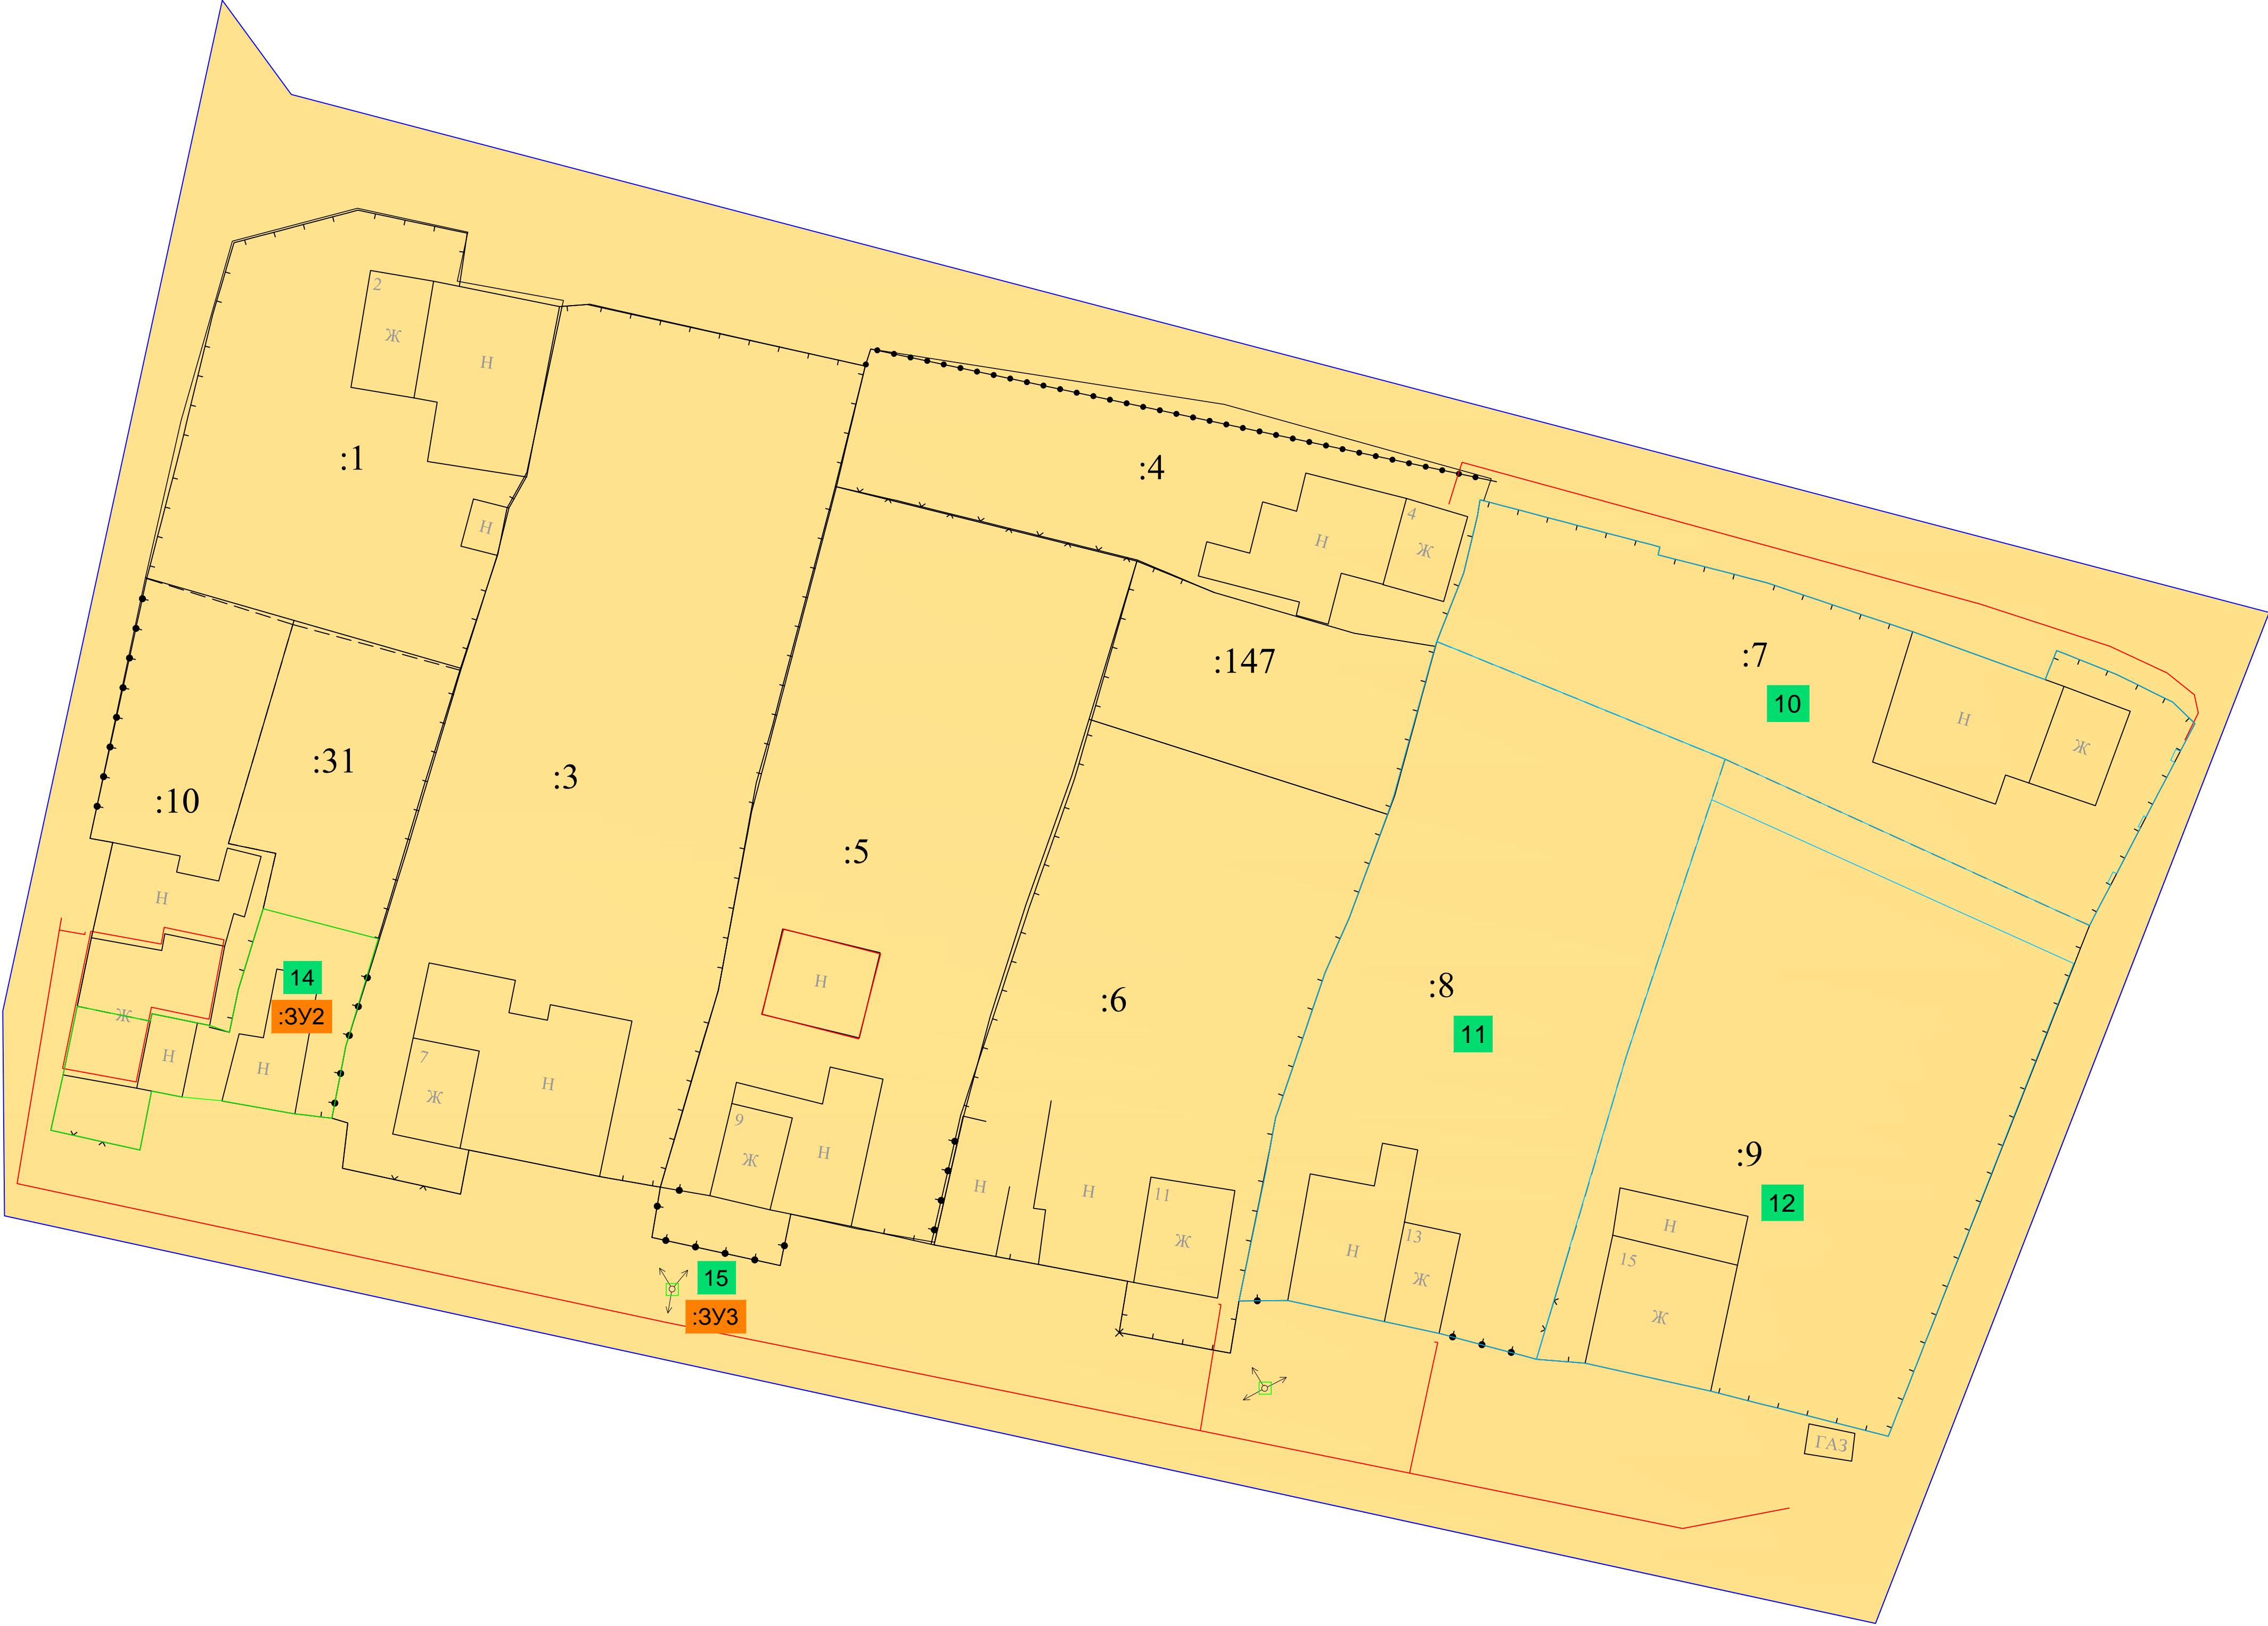 2
Ж
Н
:1
Н
:4
4
Н
Ж
:147
:7
10
Н
Ж
:31
:10
:3
:5
Н
Н
14
:ЗУ2
Ж
Н
Н
7
Ж
Н
9
Ж
Н
:6
Н
Н
11
Ж
:8
11
Н
13
Ж
:9
12
Н
15
Ж
15
:ЗУ3
ГАЗ